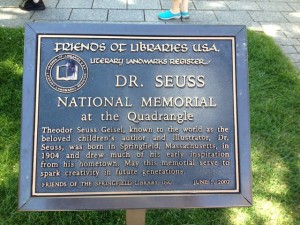 FRIENDS OF LIBRARIES U.S.A.
LITERARY LANDMARKS REGISTER
DR. SEUSS
NATIONAL MEMORIAL
at the Quadrangle
Theodor Seuss Geisel, known to the world as the
beloved children's author and illustrator, Dr.
Seuss, was born in Springfield, Massachusetts, in
1904 and drew much of his early inspiration
from his hometown. May this memorial serve to
spark creativity in future generations.
FRIENDS OF THE SPRINGFIELD LIBRARY, INC. JUNE 7, 2007